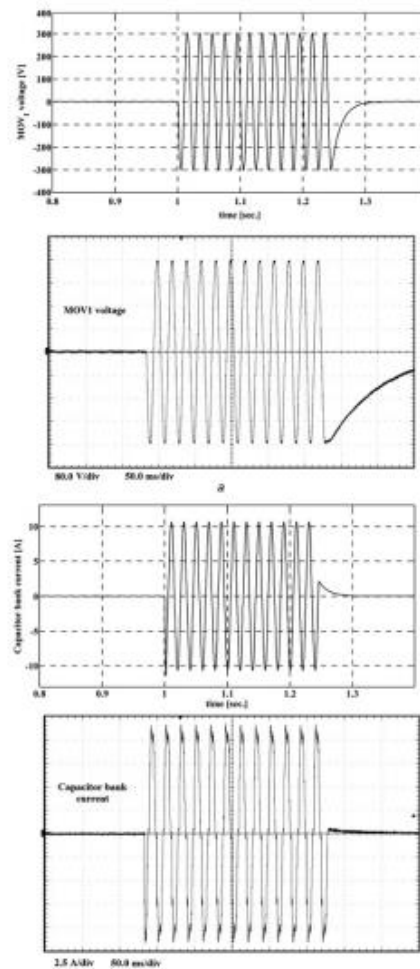 400
300
200
100
0
-100
-200
-300
-400
MOV1 voltage [V]
0.8 0.9 1 1.1 1.2 1.3
time [sec.]
MOV1 voltage
80.0 V/div 50.0 ms/div
a
10
5
0
-5
-10
Capacitor bank current [A]
0.8 0.9 1 1.1 1.2 1.3
time [sec.]
Capacitor bank
current
2.5 A/div 50.0 ms/div